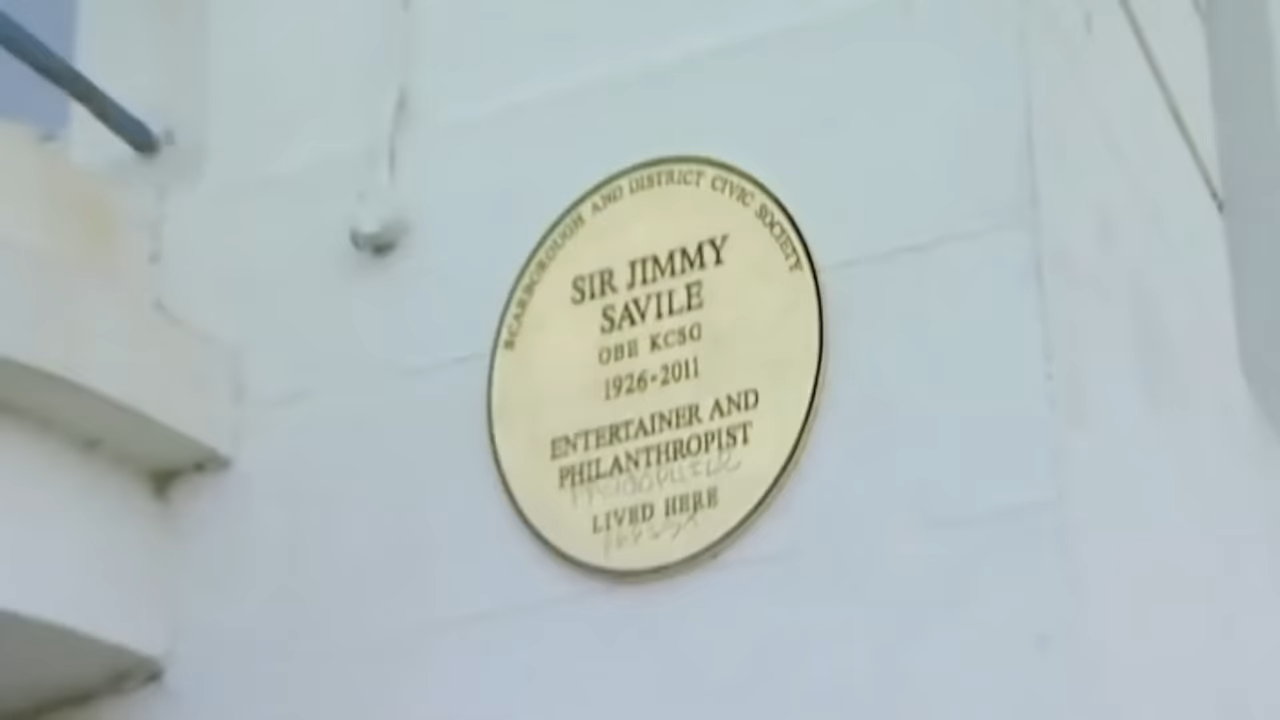 SCARBOROUGH AND DISTRICT CIVIC SOCIETY
SIR JIMMY
SAVILE
OBE KCSG
1926-2011
ENTERTAINER AND
PHILANTHROPIST
LIVED HERE